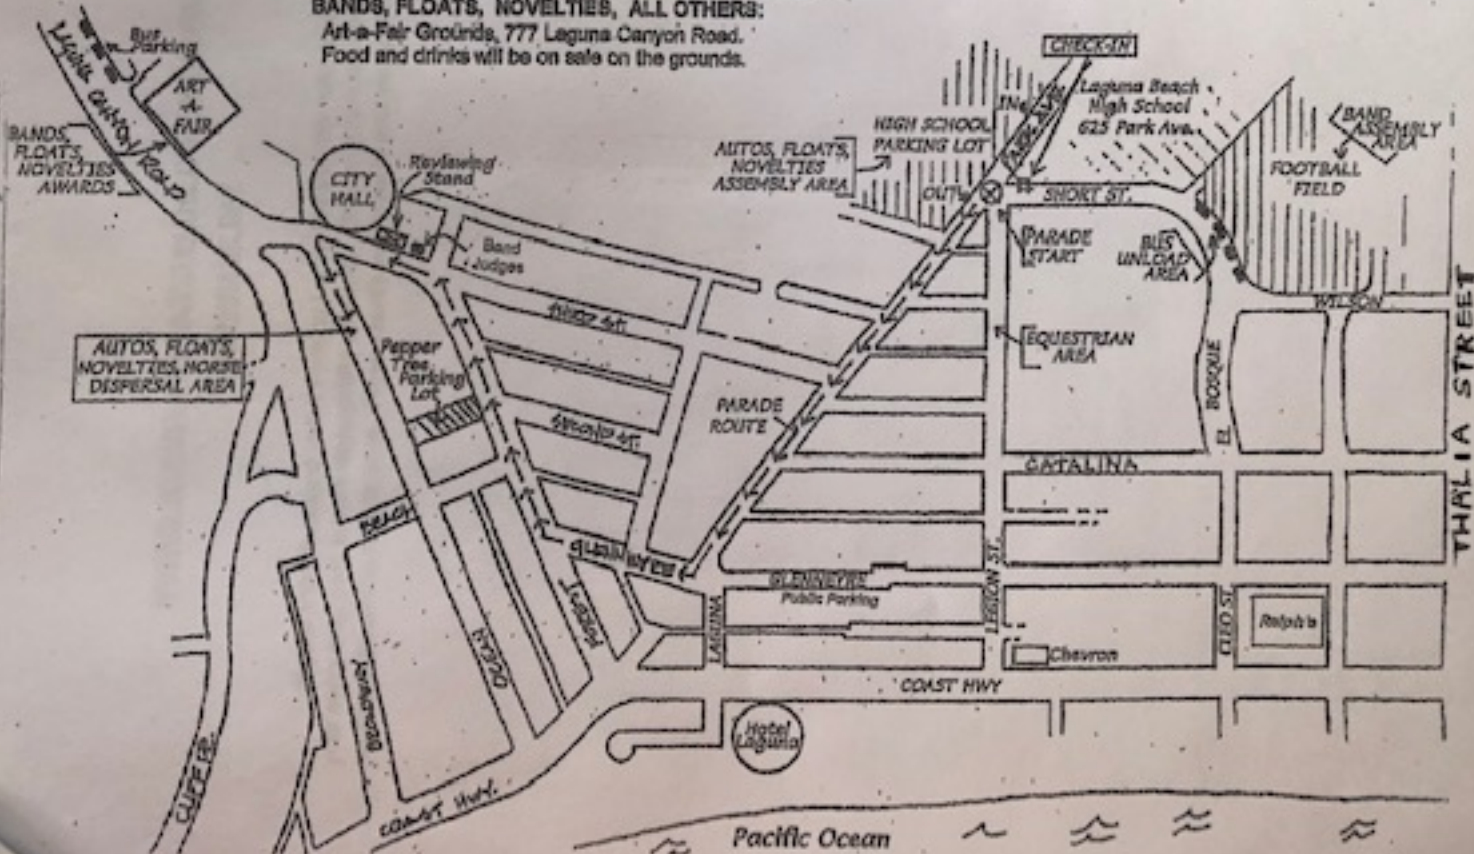 BANDS, FLOATS, NOVELTIES, ALL OTHERS:
Art-a-Fair Grounds, 777 Laguna Canyon Road.
Food and drinks will be on sale on the grounds.
Bus
Parking
LAGUNA CANYON ROAD
ART
-A-
FAIR
BANDS,
FLOATS,
NOVELTIES
AWARDS
CITY
HALL
Reviewing
Stand
Band
Judges
CHECK-IN
Laguna Beach
High School
625 Park Ave.
IN
PARK AVE
HIGH SCHOOL
PARKING LOT
AUTOS, FLOATS,
NOVELTIES
ASSEMBLY AREA
OUT
SHORT ST.
BAND
ASSEMBLY
AREA
FOOTBALL
FIELD
PARADE
START
BUS
UNLOAD
AREA
WILSON
THALIA STREET
EQUESTRIAN
AREA
EL BOSQUE
AUTOS, FLOATS,
NOVELTIES, HORSE
DISPERSAL AREA
Pepper
Tree
Parking
Lot
SECOND ST.
PARADE
ROUTE
CATALINA
BEACH
GLENNEYRE
FOREST
OCEAN
BROADWAY
LAGUNA
GLENNEYRE
Public Parking
LEGION ST.
CLEO ST.
Ralph's
Chevron
COAST HWY
Hotel
Laguna
CLIFF DR.
COAST HWY.
Pacific Ocean